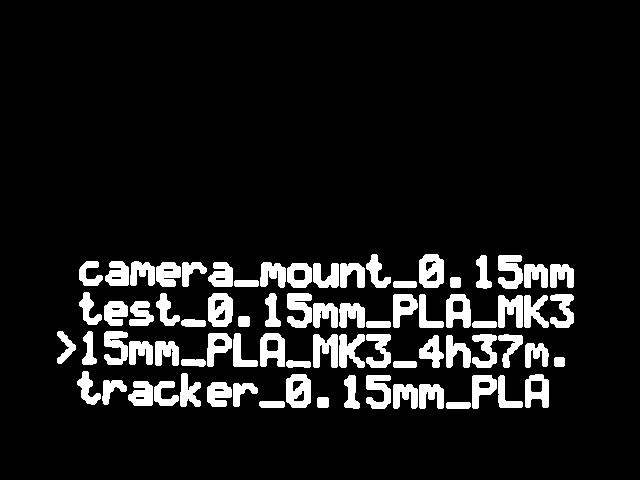 camera_mount_0.15mm
test_0.15mm_PLA_MK3
>15mm_PLA_MK3_4h37m.
tracker_0.15mm_PLA